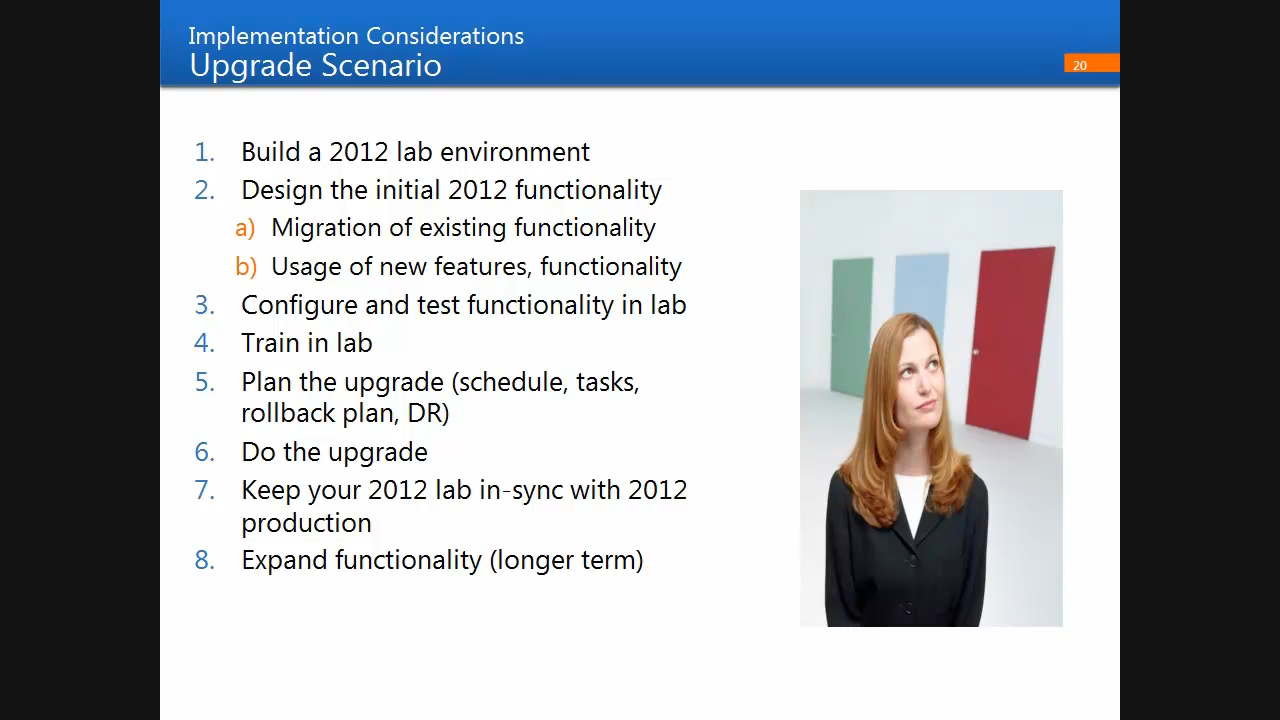 Implementation Considerations
Upgrade Scenario
20
1. Build a 2012 lab environment
2. Design the initial 2012 functionality
a) Migration of existing functionality
b) Usage of new features, functionality
3. Configure and test functionality in lab
4. Train in lab
5. Plan the upgrade (schedule, tasks,
rollback plan, DR)
6. Do the upgrade
7. Keep your 2012 lab in-sync with 2012
production
8. Expand functionality (longer term)